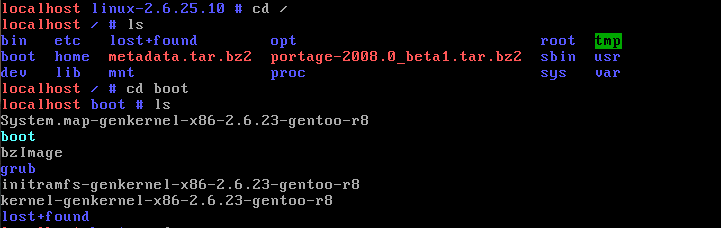 localhost linux-2.6.25.10 # cd /
localhost / # ls
bin etc lost+found opt root tmp
boot home metadata.tar.bz2 portage-2008.0_beta1.tar.bz2 sbin usr
dev lib mnt proc sys var
localhost / # cd boot
localhost boot # ls
System.map-genkernel-x86-2.6.23-gentoo-r8
boot
bzImage
grub
initramfs-genkernel-x86-2.6.23-gentoo-r8
kernel-genkernel-x86-2.6.23-gentoo-r8
lost+found